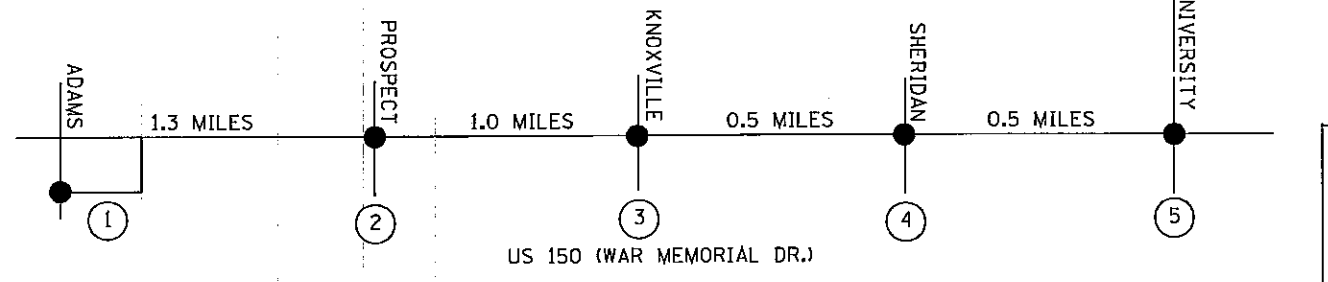 ADAMS
1.3 MILES
PROSPECT
1.0 MILES
KNOXVILLE
0.5 MILES
SHERIDAN
0.5 MILES
NIVERSITY
1
2
3
4
5
US 150 (WAR MEMORIAL DR.)